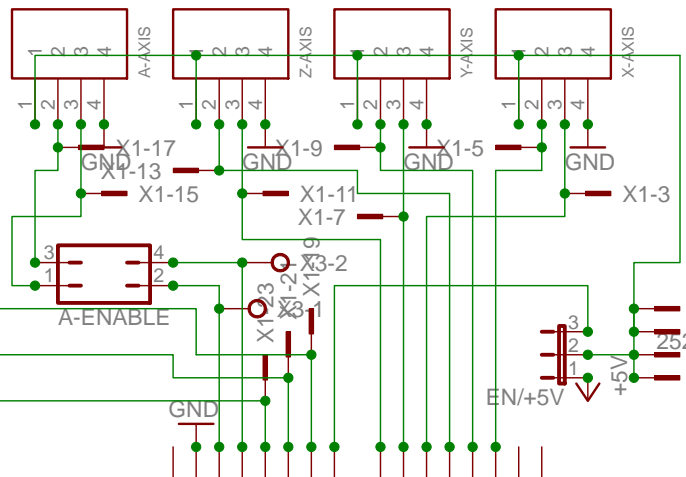 1 2 3 4 A-AXIS
1 2 3 4 Z-AXIS
1 2 3 4 Y-AXIS
1 2 3 4 X-AXIS
1 2 3 4
1 2 3 4
1 2 3 4
1 2 3 4
X1-17
X1-9
X1-5
GND
GND
GND
GND
X1-13
X1-15
X1-11
X1-3
X1-7
3 4
1 2
A-ENABLE
X3-2
X3-1
X1-23
X1-21
X1-19
3
2
1
EN/+5V
+5V
252
GND